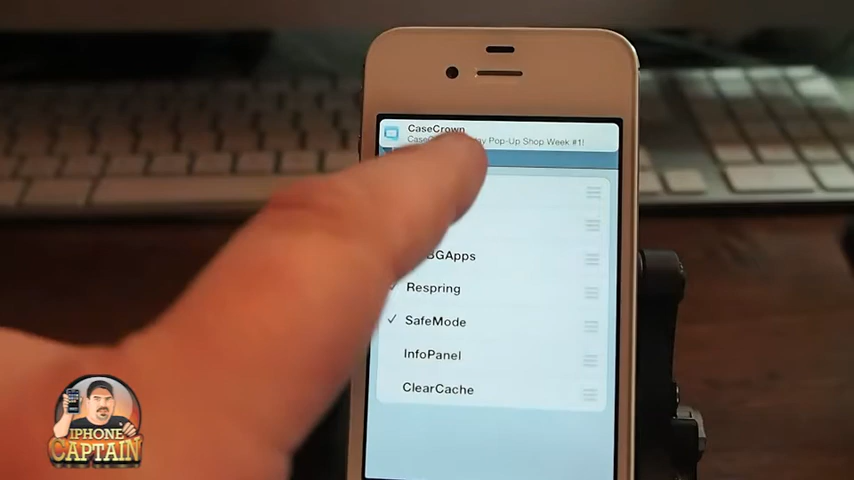 CaseCrown
Pop-Up Shop Week #1!
BGApps
Respring
SafeMode
InfoPanel
ClearCache
IPHONE
CAPTAIN